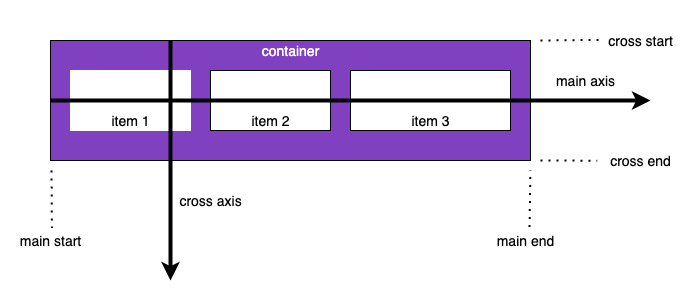 cross start
container
main axis
item 1
item 2
item 3
cross end
cross axis
main start
main end